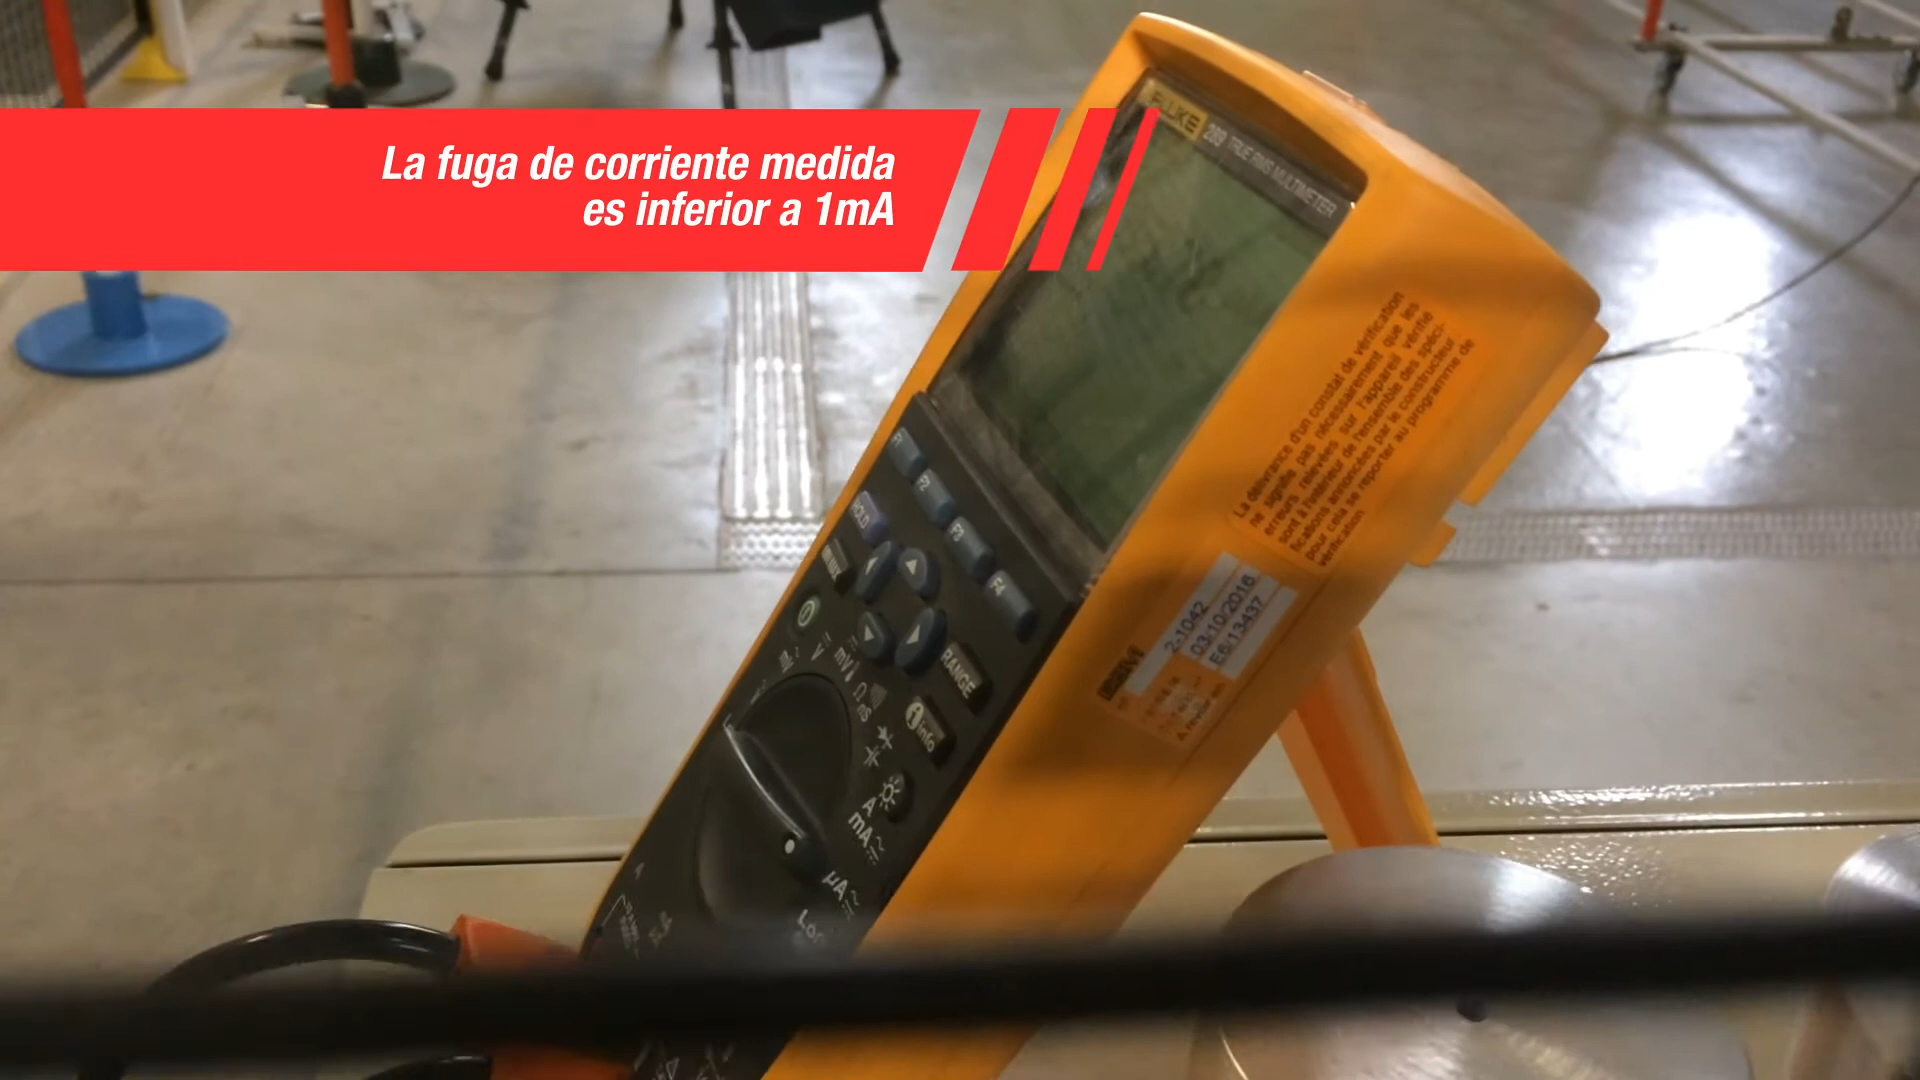 La fuga de corriente medida
es inferior a 1mA
FLUKE 289 TRUE RMS MULTIMETER
La délivrance d'un constat de vérification
ne signifie pas nécessairement que les
erreurs relevées sur l'appareil vérifié
sont à l'intérieur de l'ensemble des spéci-
fications annoncées par le constructeur
pour cela se reporter au programme de
vérification
F1
F2
F3
F4
HOLD
RANGE
i info
V
mV
Ω
nS
A
mA
µA
2-1042
03/10/2016
E6/13437